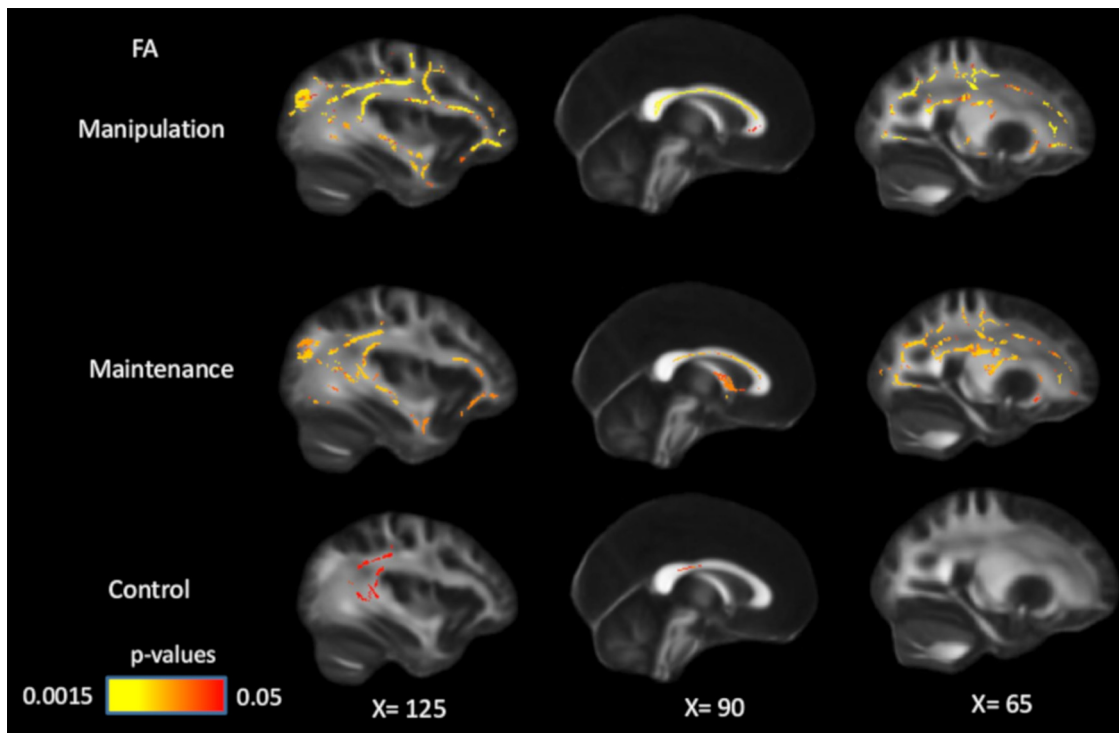 FA
Manipulation
Maintenance
Control
p-values
0.0015 0.05
X= 125 X= 90 X= 65